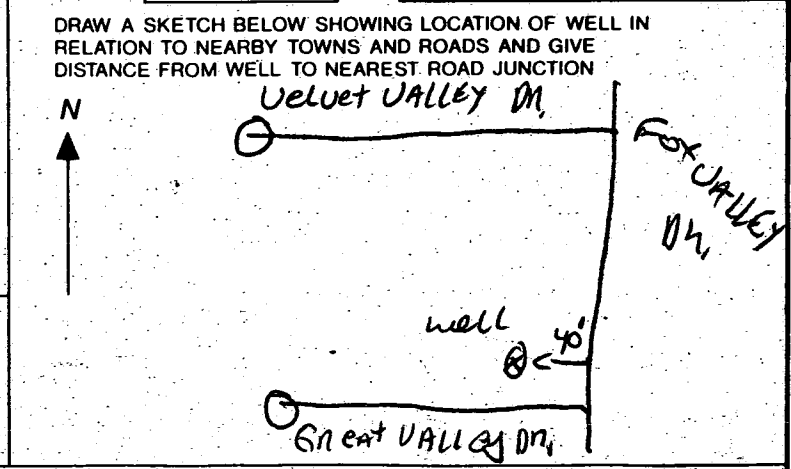 DRAW A SKETCH BELOW SHOWING LOCATION OF WELL IN
RELATION TO NEARBY TOWNS AND ROADS AND GIVE
DISTANCE FROM WELL TO NEAREST ROAD JUNCTION
N
Velvet VALLEY Dr.
Fox VALLEY
Dr.
well
40'
Great VALLEY Dr.